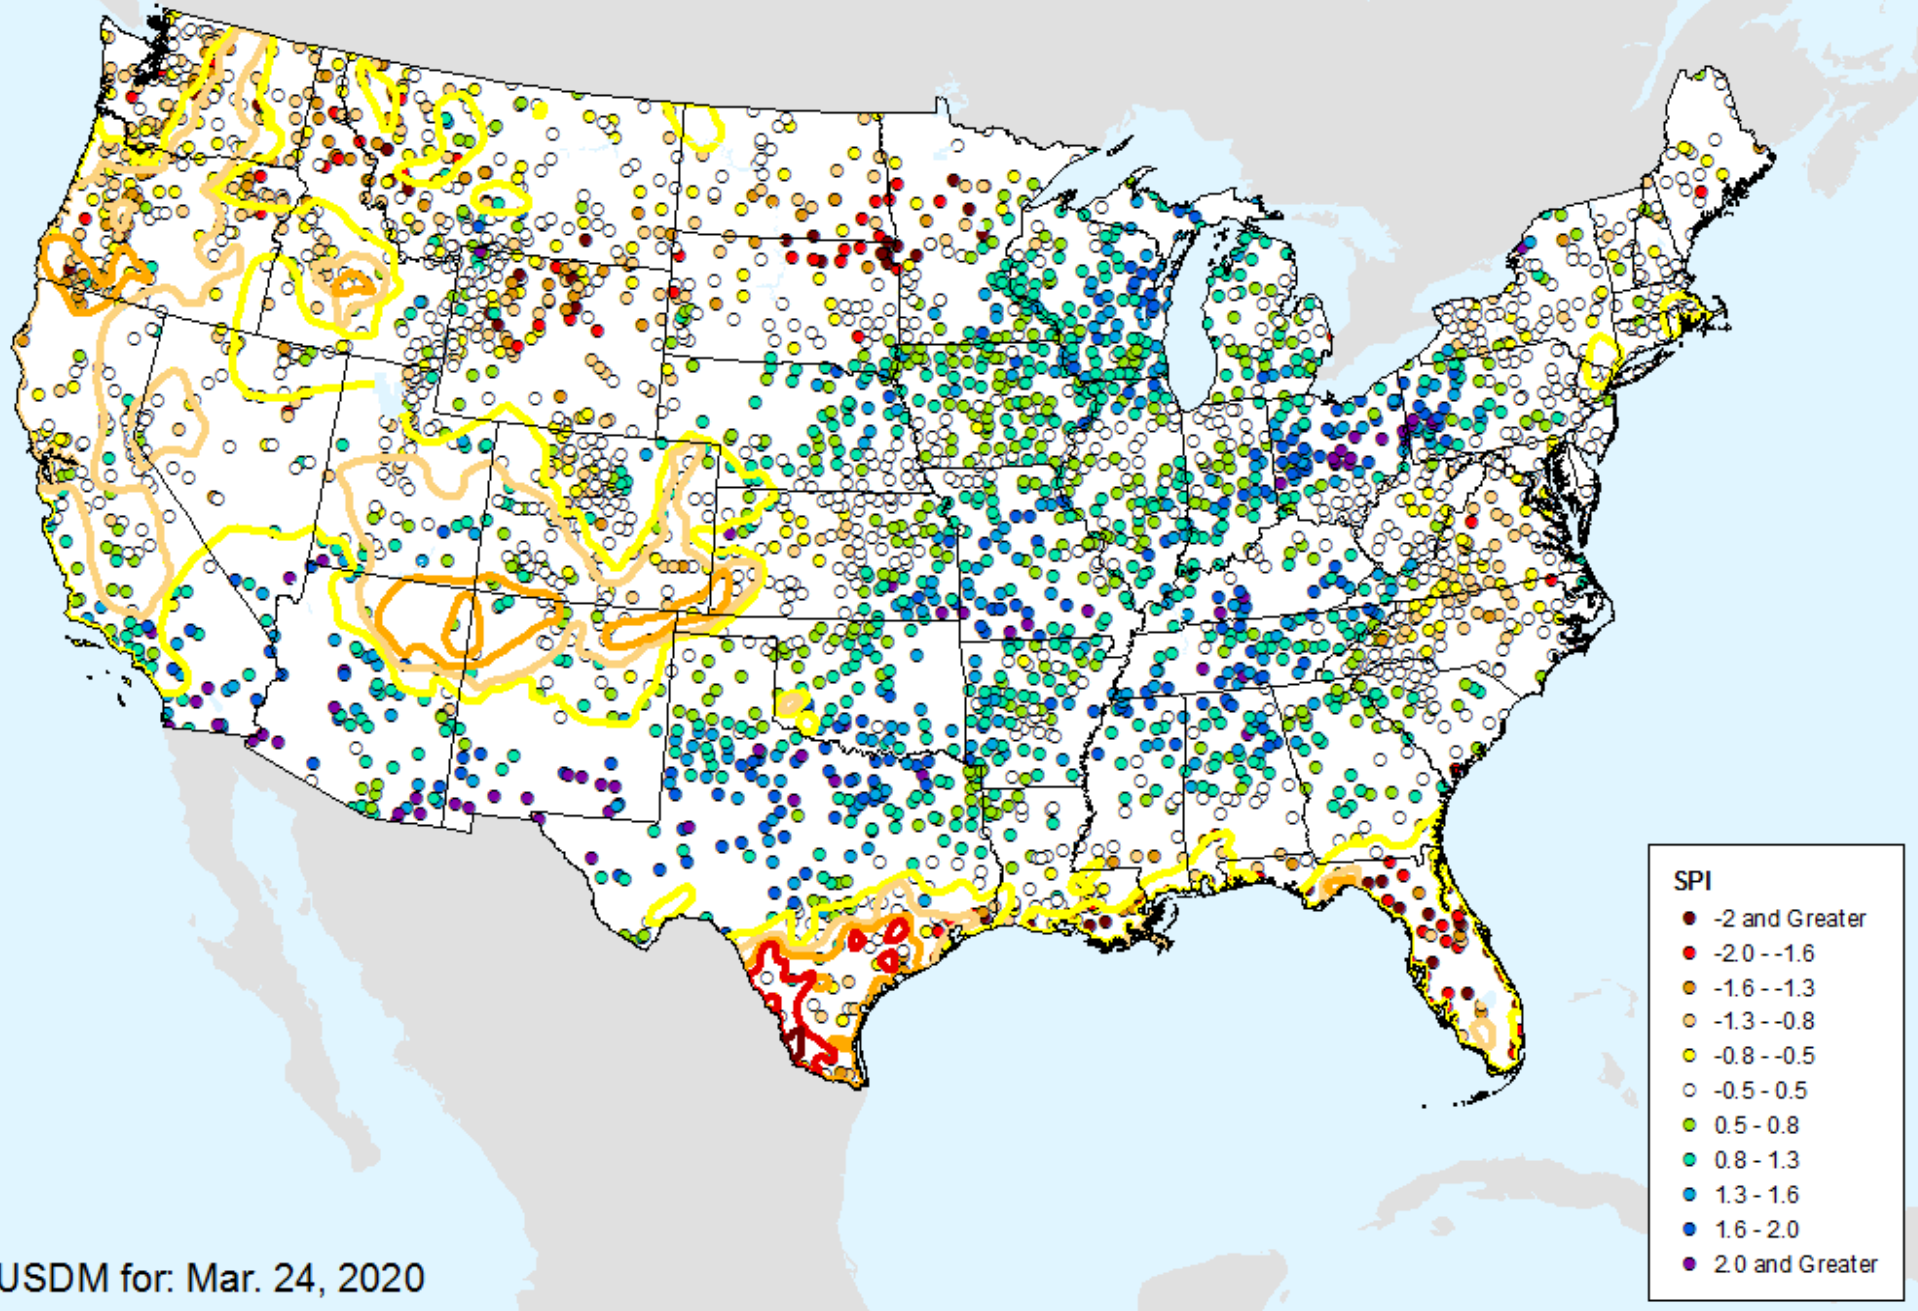 SPI
-2 and Greater
-2.0 - -1.6
-1.6 - -1.3
-1.3 - -0.8
-0.8 - -0.5
-0.5 - 0.5
0.5 - 0.8
0.8 - 1.3
1.3 - 1.6
1.6 - 2.0
2.0 and Greater
USDM for: Mar. 24, 2020